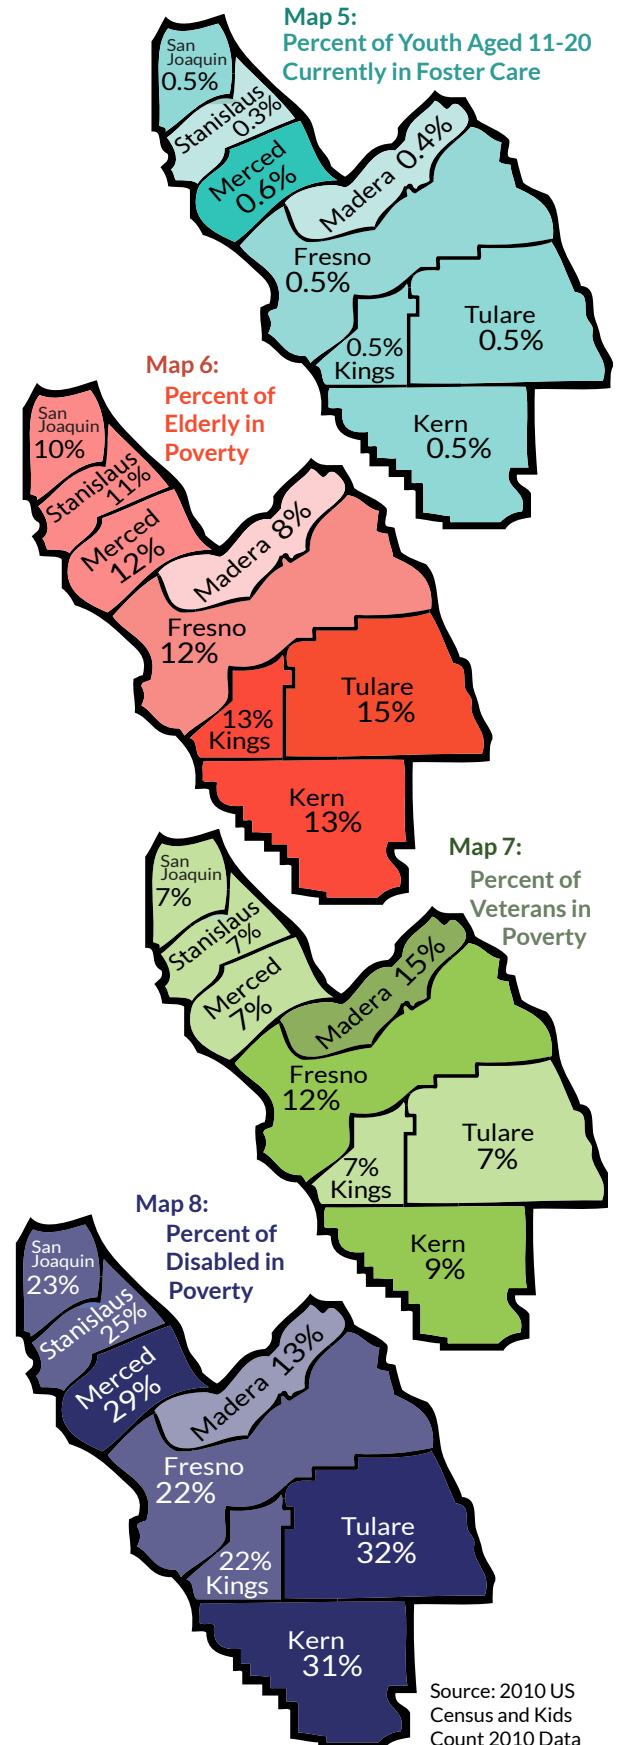 Map 5:
Percent of Youth Aged 11-20
Currently in Foster Care
San
Joaquin
0.5%
Stanislaus
0.3%
Merced
0.6%
Madera 0.4%
Fresno
0.5%
Tulare
0.5%
0.5%
Kings
Kern
0.5%
Map 6:
Percent of
Elderly in
Poverty
San
Joaquin
10%
Stanislaus
11%
Merced
12%
Madera 8%
Fresno
12%
Tulare
15%
13%
Kings
Kern
13%
Map 7:
Percent of
Veterans in
Poverty
San
Joaquin
7%
Stanislaus
7%
Merced
7%
Madera 15%
Fresno
12%
Tulare
7%
7%
Kings
Kern
9%
Map 8:
Percent of
Disabled in
Poverty
San
Joaquin
23%
Stanislaus
25%
Merced
29%
Madera 13%
Fresno
22%
Tulare
32%
22%
Kings
Kern
31%
Source: 2010 US
Census and Kids
Count 2010 Data